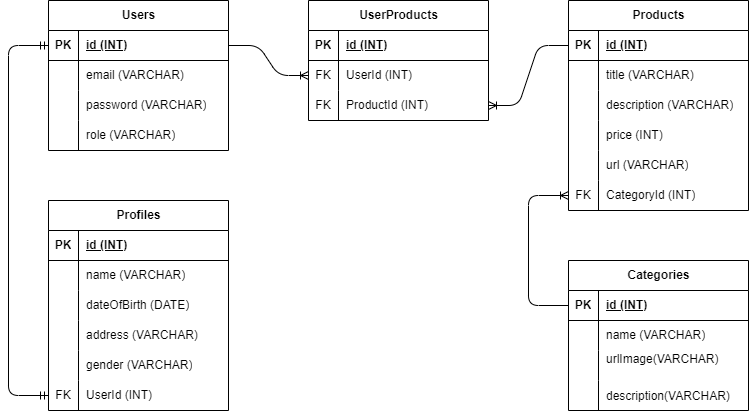 Users
PK id (INT)
email (VARCHAR)
password (VARCHAR)
role (VARCHAR)
UserProducts
PK id (INT)
FK UserId (INT)
FK ProductId (INT)
Products
PK id (INT)
title (VARCHAR)
description (VARCHAR)
price (INT)
url (VARCHAR)
FK CategoryId (INT)
Profiles
PK id (INT)
name (VARCHAR)
dateOfBirth (DATE)
address (VARCHAR)
gender (VARCHAR)
FK UserId (INT)
Categories
PK id (INT)
name (VARCHAR)
urlImage(VARCHAR)
description(VARCHAR)